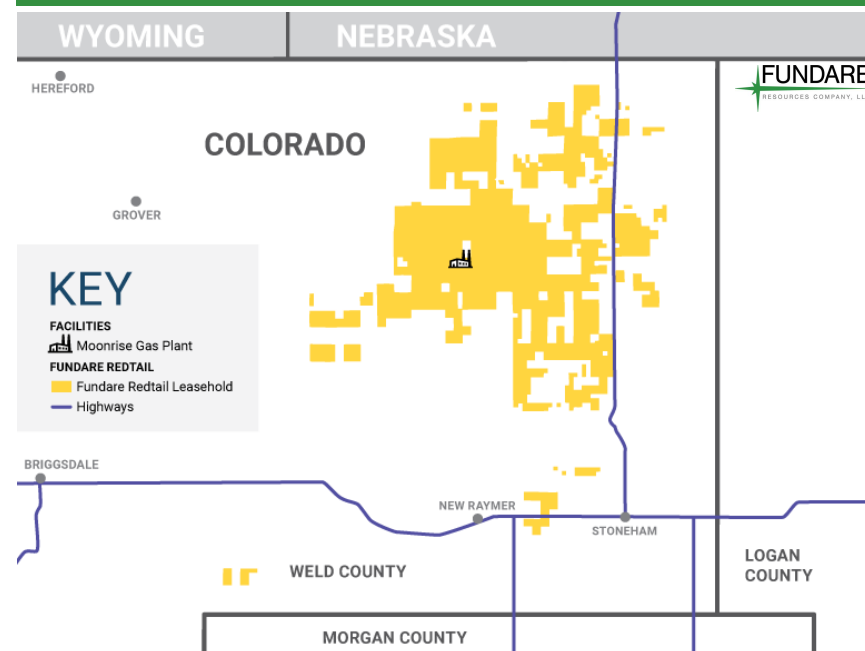 WYOMING
NEBRASKA
HEREFORD
FUNDARE
RESOURCES COMPANY, LL
COLORADO
GROVER
KEY
FACILITIES
Moonrise Gas Plant
FUNDARE REDTAIL
Fundare Redtail Leasehold
Highways
BRIGGSDALE
NEW RAYMER
STONEHAM
WELD COUNTY
LOGAN
COUNTY
MORGAN COUNTY